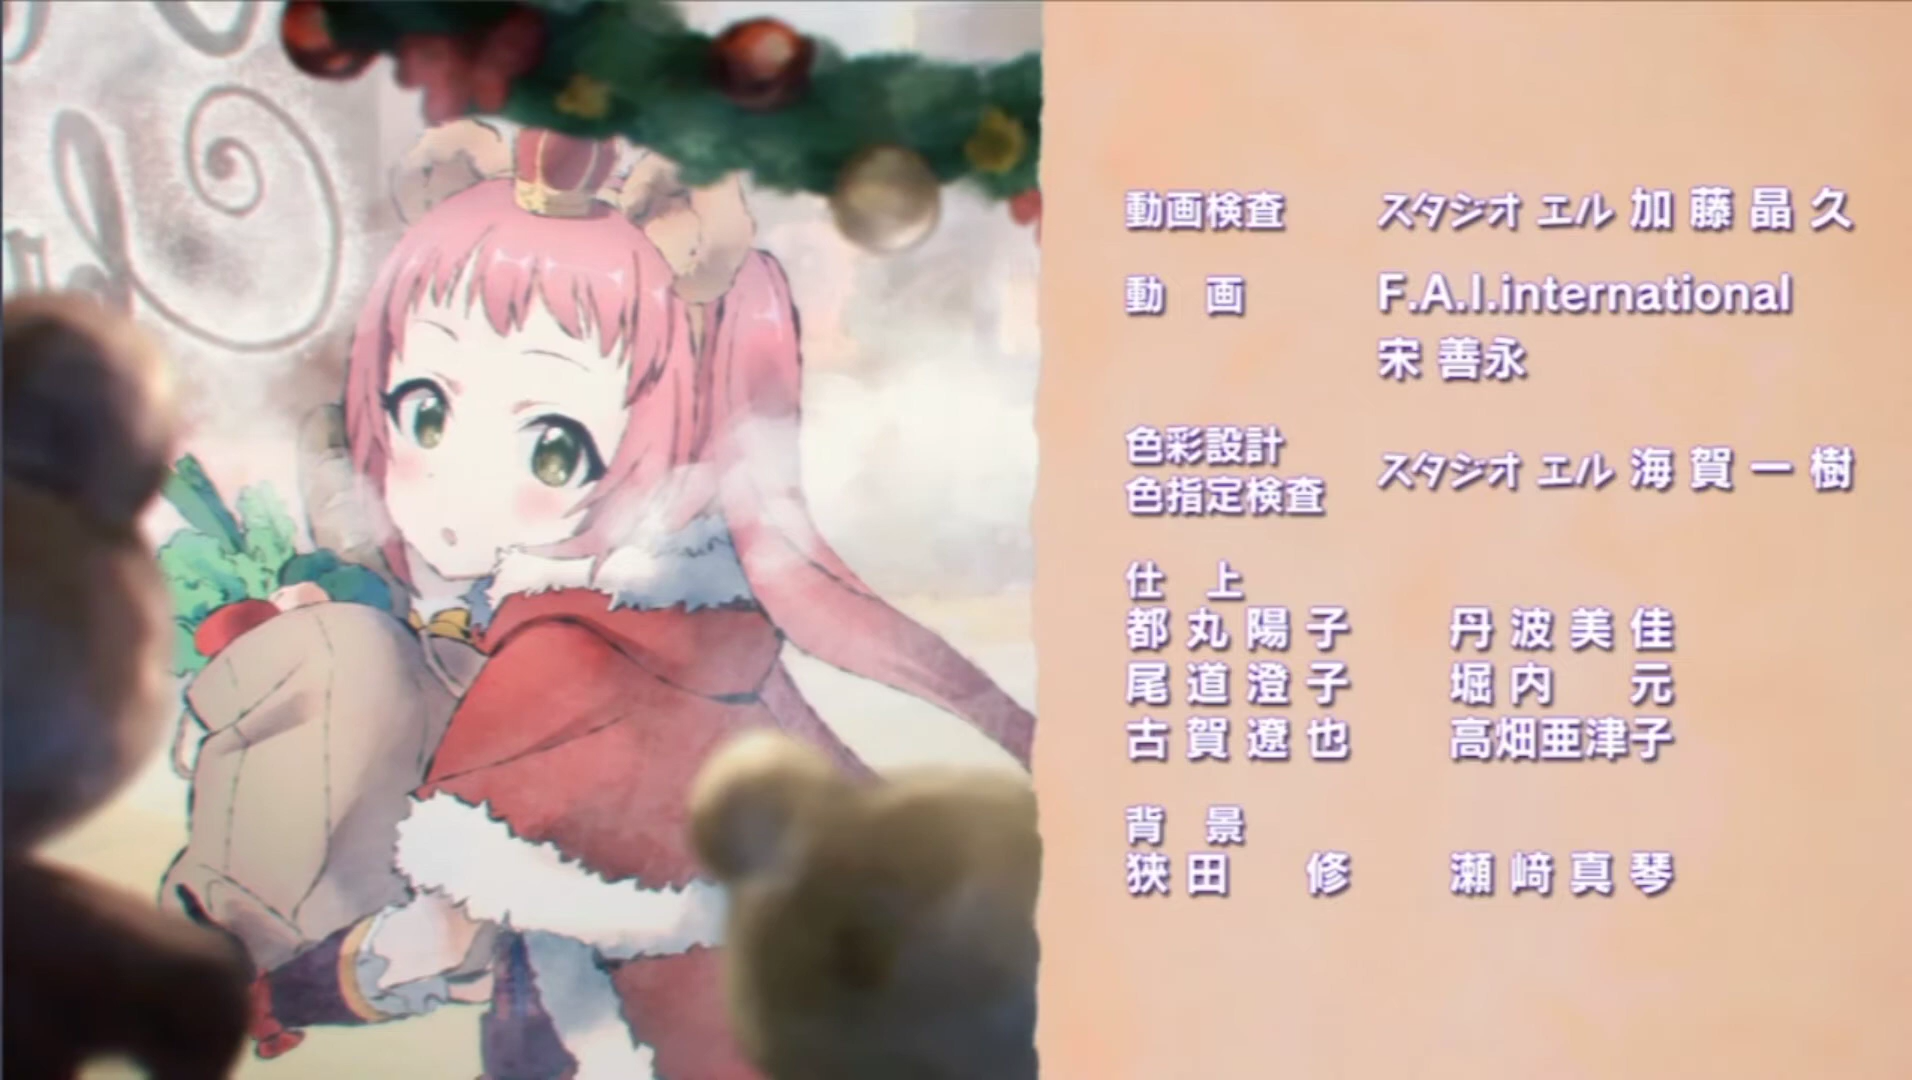 動画検査 スタジオ エル 加藤晶久
動 画 F.A.I.international
宋 善永
色彩設計
色指定検査 スタジオ エル 海賀一樹
仕 上
都丸陽子 丹波美佳
尾道澄子 堀内 元
古賀遼也 高畑亜津子
背 景
狭田 修 瀬﨑真琴